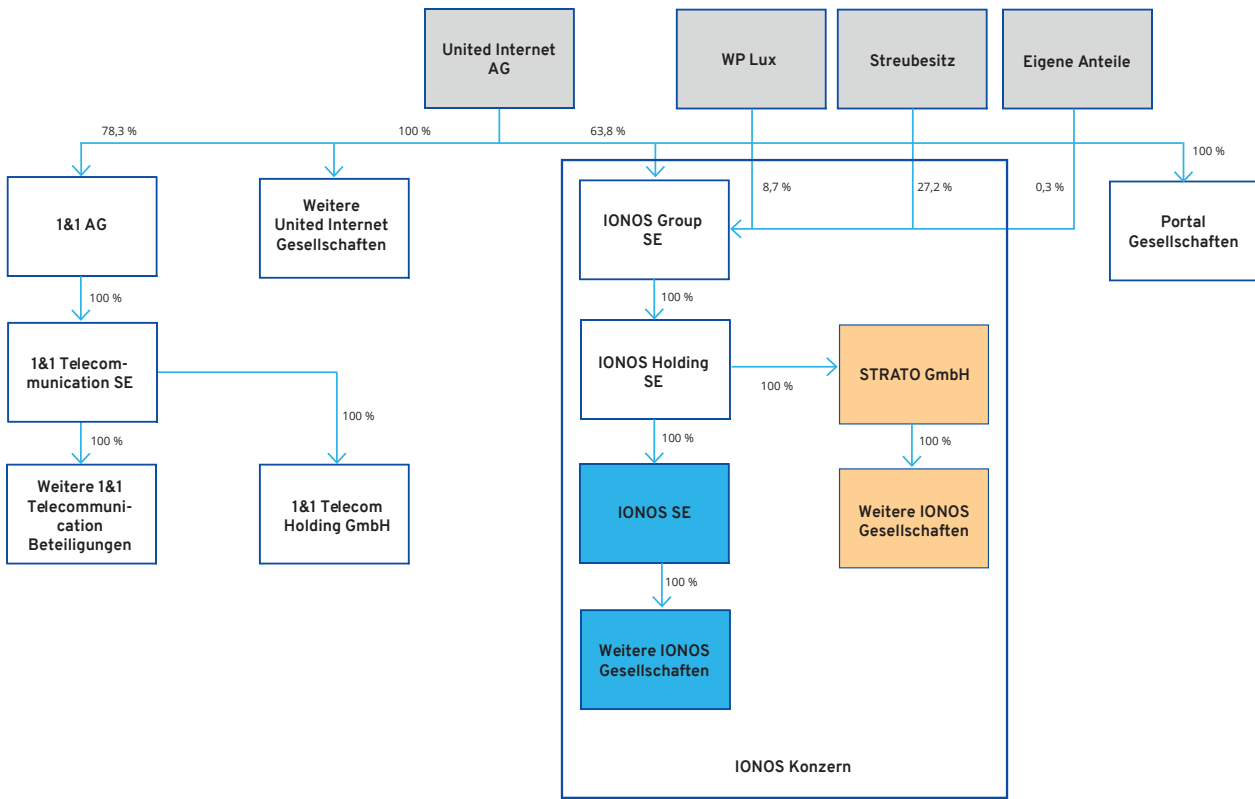 United Internet
AG
WP Lux
Streubesitz
Eigene Anteile
78,3 %
100 %
63,8 %
100 %
8,7 %
27,2 %
0,3 %
1&1 AG
Weitere
United Internet
Gesellschaften
IONOS Group
SE
Portal
Gesellschaften
100 %
100 %
1&1 Telecom-
munication SE
IONOS Holding
SE
100 %
STRATO GmbH
100 %
100 %
100 %
100 %
Weitere 1&1
Telecommuni-
cation
Beteiligungen
1&1 Telecom
Holding GmbH
IONOS SE
Weitere IONOS
Gesellschaften
100 %
Weitere IONOS
Gesellschaften
IONOS Konzern